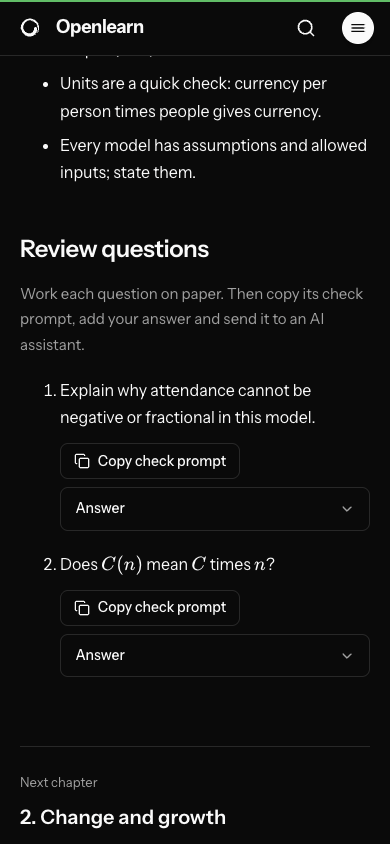 Openlearn
Units are a quick check: currency per
person times people gives currency.
Every model has assumptions and allowed
inputs; state them.
Review questions
Work each question on paper. Then copy its check
prompt, add your answer and send it to an AI
assistant.
1. Explain why attendance cannot be
negative or fractional in this model.
Copy check prompt
Answer
2. Does C(n) mean C times n?
Copy check prompt
Answer
Next chapter
2. Change and growth